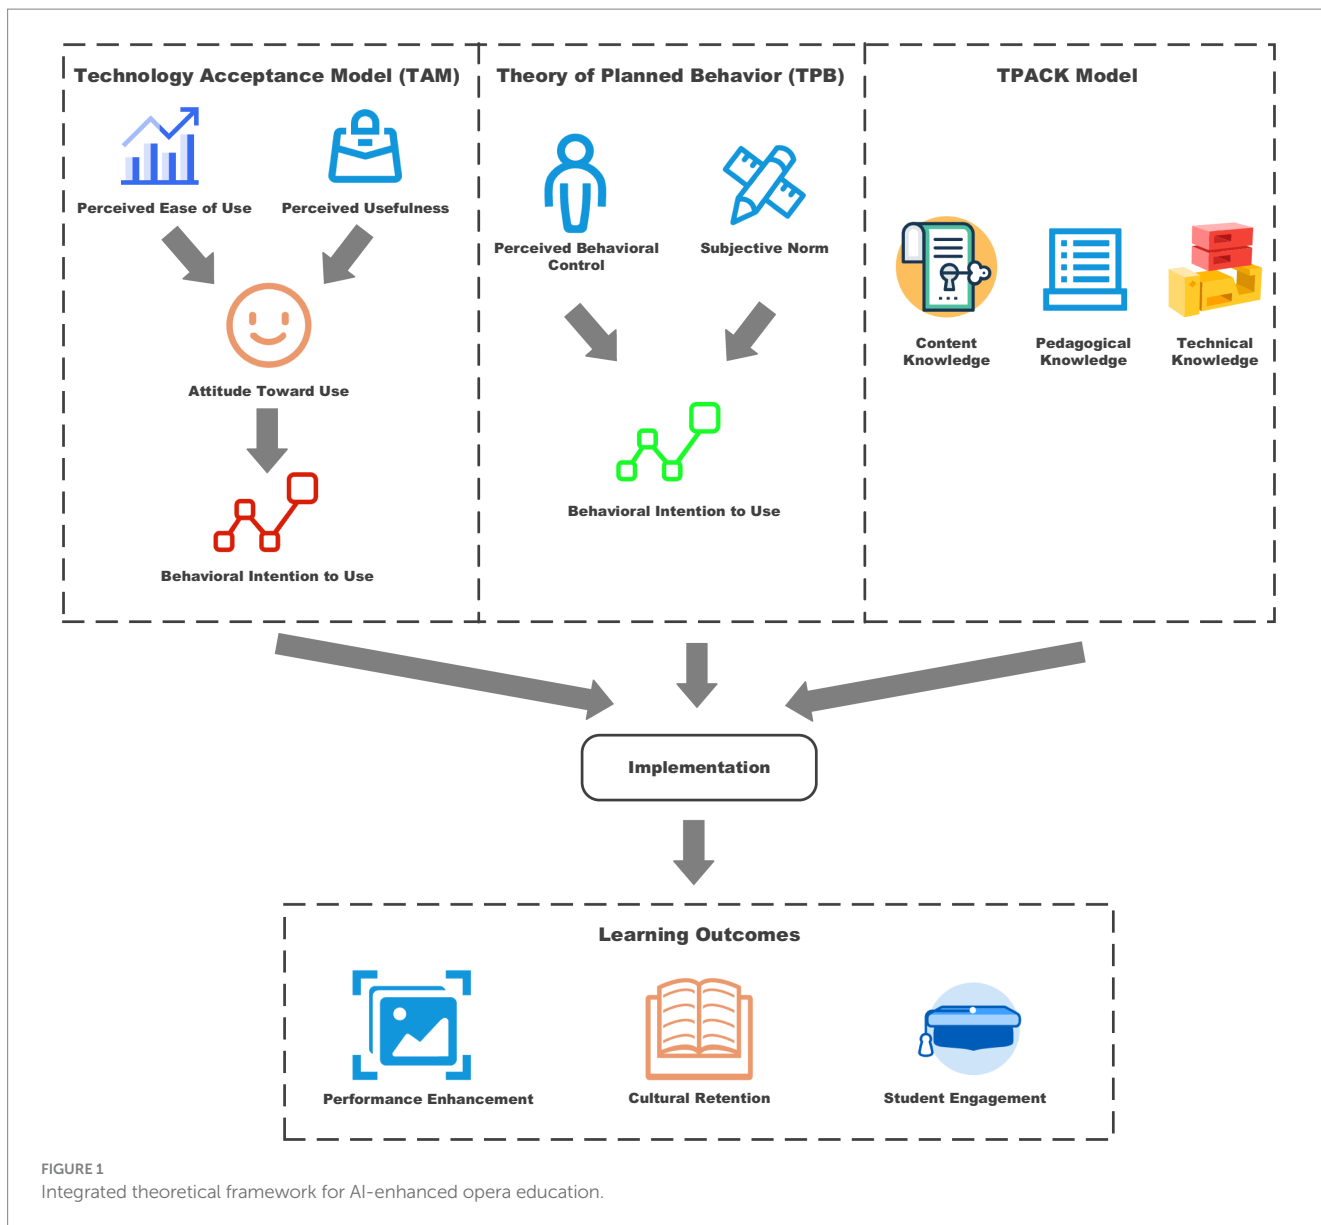 Technology Acceptance Model (TAM)
Perceived Ease of Use
Perceived Usefulness
Attitude Toward Use
Behavioral Intention to Use
Theory of Planned Behavior (TPB)
Perceived Behavioral
Control
Subjective Norm
Behavioral Intention to Use
TPACK Model
Content
Knowledge
Pedagogical
Knowledge
Technical
Knowledge
Implementation
Learning Outcomes
Performance Enhancement
Cultural Retention
Student Engagement
FIGURE 1
Integrated theoretical framework for AI-enhanced opera education.